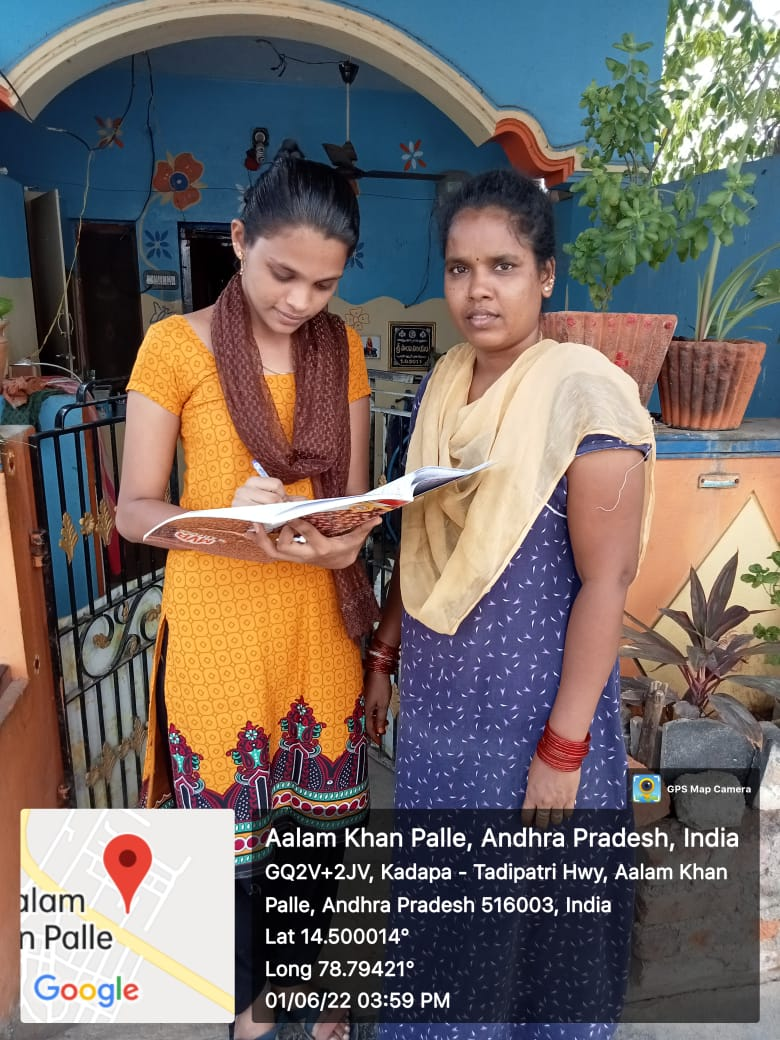 GPS Map Camera
Aalam Khan Palle, Andhra Pradesh, India
GQ2V+2JV, Kadapa - Tadipatri Hwy, Aalam Khan
Palle, Andhra Pradesh 516003, India
Lat 14.500014°
Long 78.79421°
01/06/22 03:59 PM
alam
n Palle
Google